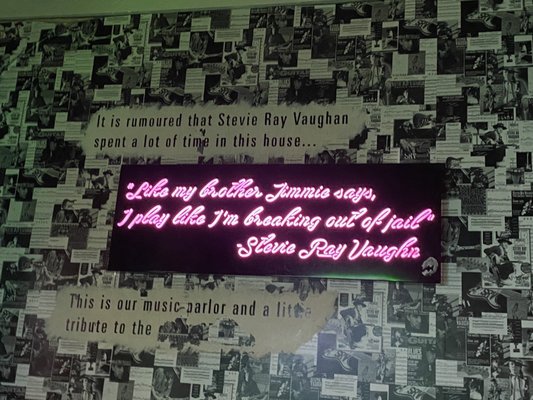 It is rumoured that Stevie Ray Vaughan
spent a lot of time in this house...
"Like my brother Jimmie says,
I play like I'm breaking out of jail"
-Stevie Ray Vaughn
This is our music parlor and a little
tribute to the